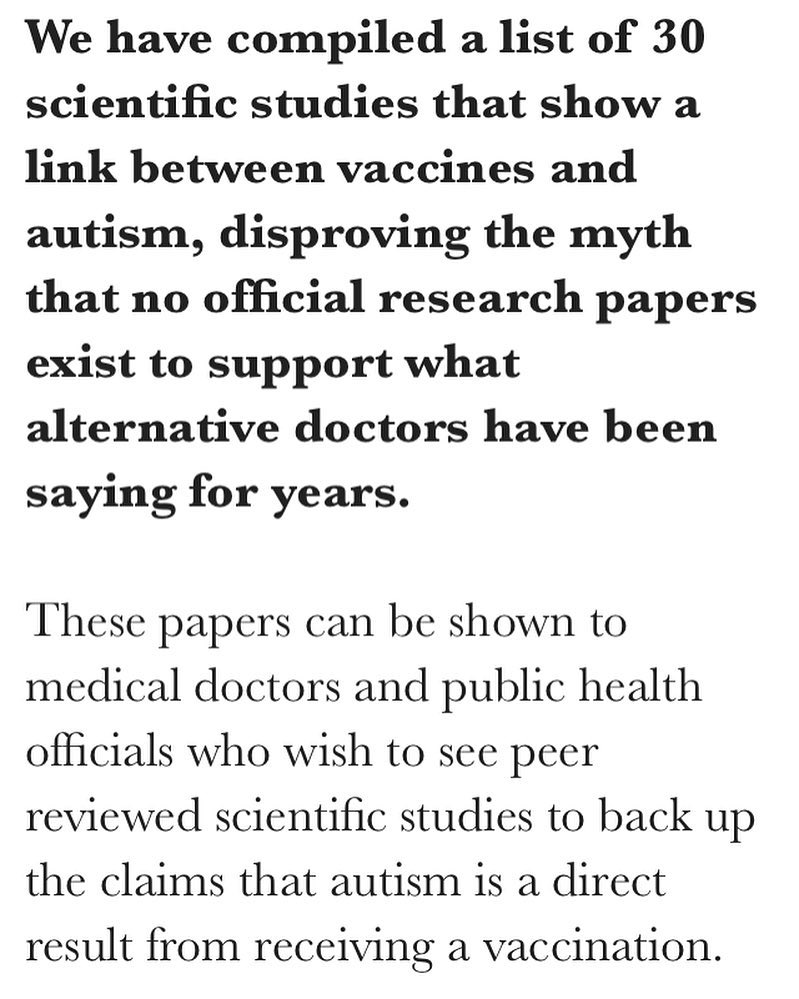 We have compiled a list of 30
scientific studies that show a
link between vaccines and
autism, disproving the myth
that no official research papers
exist to support what
alternative doctors have been
saying for years.
These papers can be shown to
medical doctors and public health
officials who wish to see peer
reviewed scientific studies to back up
the claims that autism is a direct
result from receiving a vaccination.